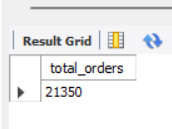 Result Grid
total_orders
21350